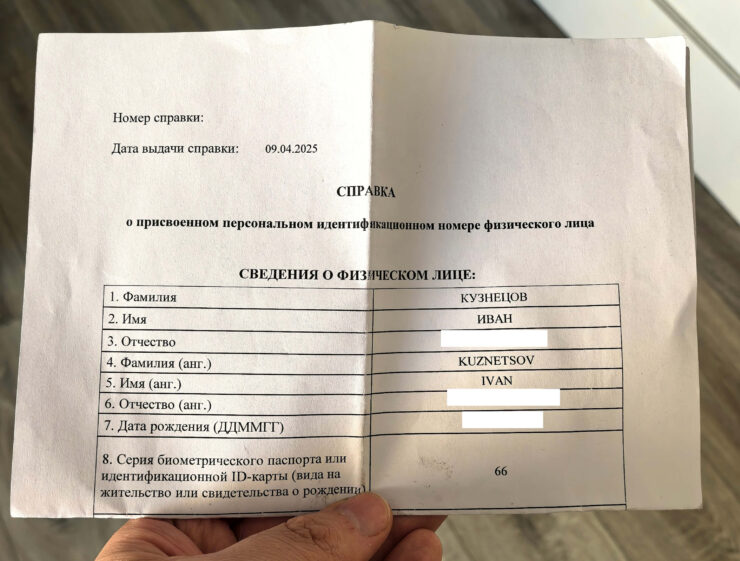 Номер справки:
Дата выдачи справки: 09.04.2025
СПРАВКА
о присвоенном персональном идентификационном номере физического лица
СВЕДЕНИЯ О ФИЗИЧЕСКОМ ЛИЦЕ:
1. Фамилия КУЗНЕЦОВ
2. Имя ИВАН
3. Отчество
4. Фамилия (анг.) KUZNETSOV
5. Имя (анг.) IVAN
6. Отчество (анг.)
7. Дата рождения (ДДММГГ)
8. Серия биометрического паспорта или
идентификационной ID-карты (вида на 66
жительство или свидетельства о рождении)